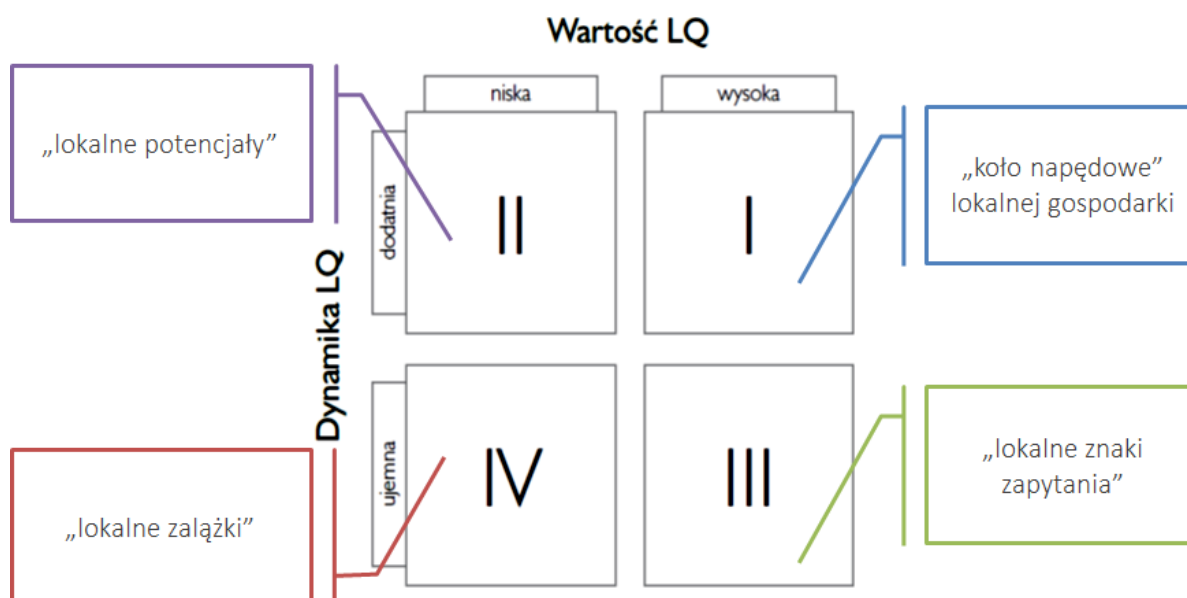 Wartość LQ
niska
wysoka
„lokalne potencjały”
„koło napędowe”
lokalnej gospodarki
dodatnia
II
I
Dynamika LQ
ujemna
IV
III
„lokalne zalążki”
„lokalne znaki
zapytania”